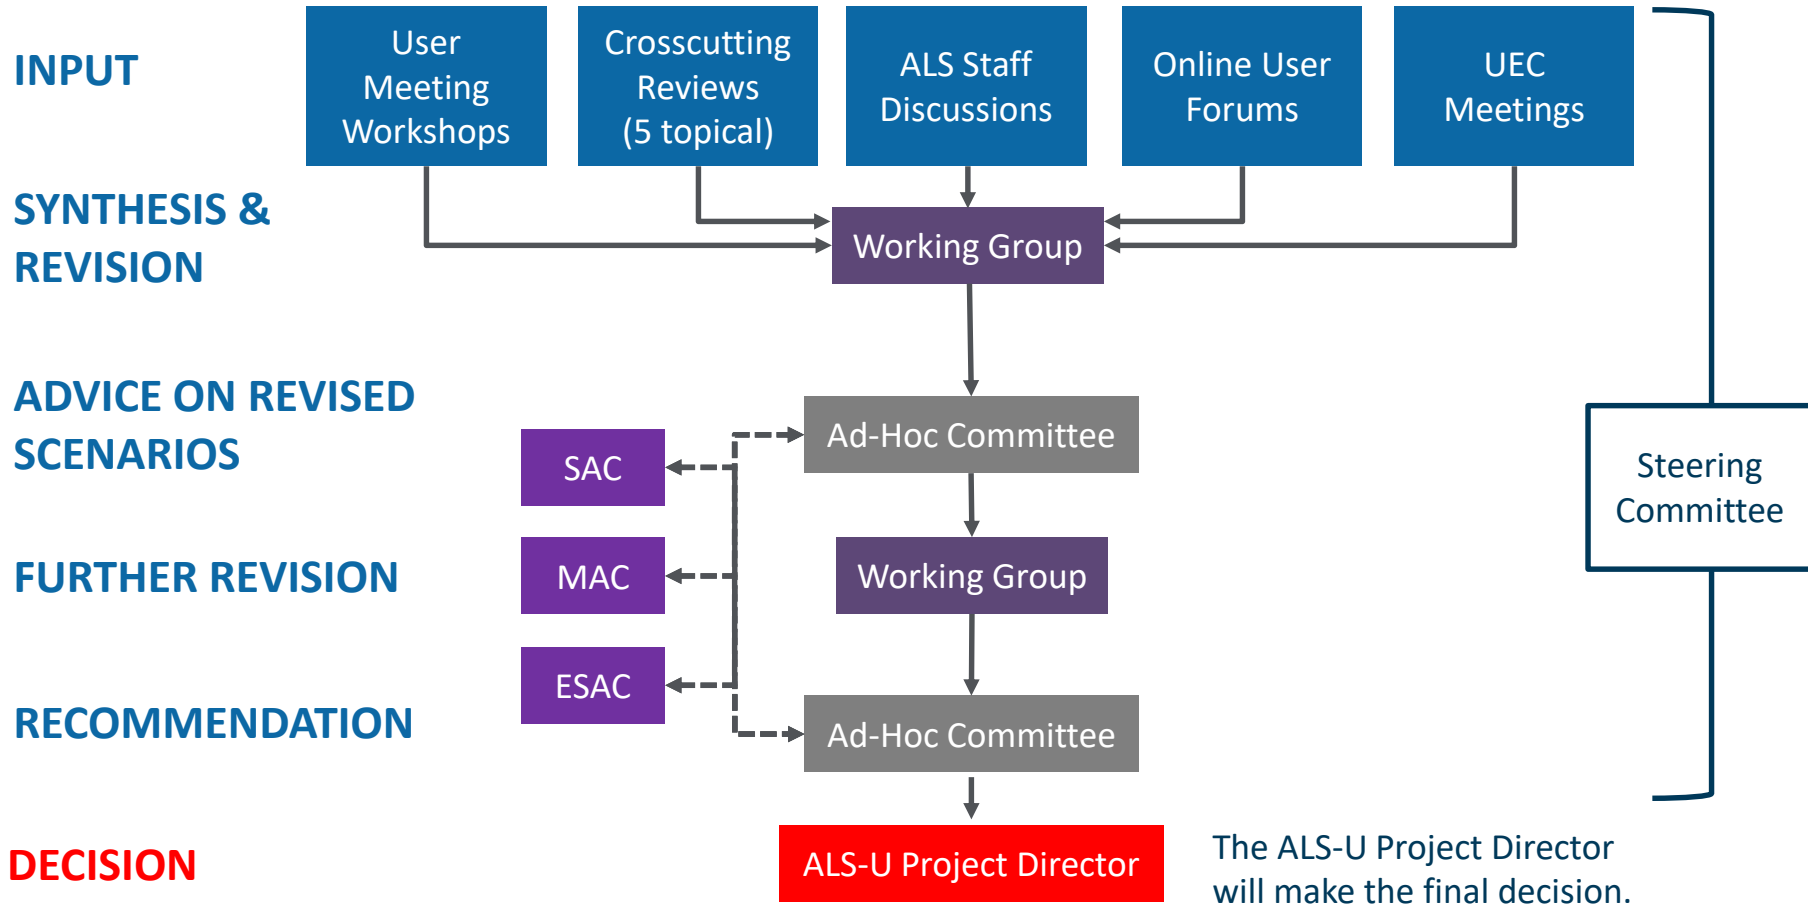 INPUT
User
Meeting
Workshops
Crosscutting
Reviews
(5 topical)
ALS Staff
Discussions
Online User
Forums
UEC
Meetings
SYNTHESIS &
REVISION
Working Group
ADVICE ON REVISED
SCENARIOS
Ad-Hoc Committee
SAC
Steering
Committee
FURTHER REVISION
MAC
Working Group
ESAC
RECOMMENDATION
Ad-Hoc Committee
DECISION
ALS-U Project Director
The ALS-U Project Director
will make the final decision.